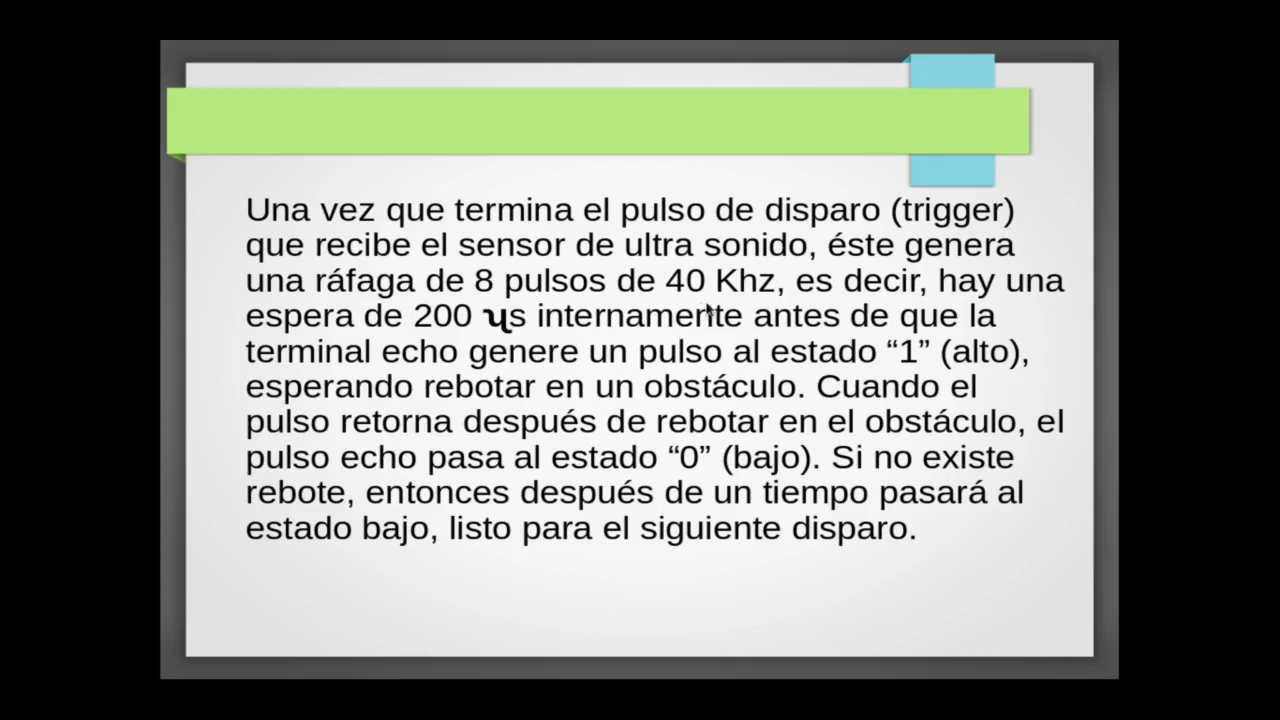 Una vez que termina el pulso de disparo (trigger)
que recibe el sensor de ultra sonido, éste genera
una ráfaga de 8 pulsos de 40 Khz, es decir, hay una
espera de 200 ɥs internamente antes de que la
terminal echo genere un pulso al estado “1” (alto),
esperando rebotar en un obstáculo. Cuando el
pulso retorna después de rebotar en el obstáculo, el
pulso echo pasa al estado “0” (bajo). Si no existe
rebote, entonces después de un tiempo pasará al
estado bajo, listo para el siguiente disparo.